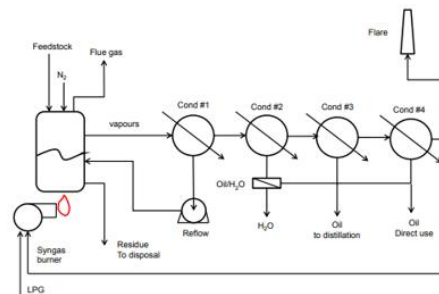 Feedstock
Flue gas
Flare
N2
vapours
Cond #1
Cond #2
Cond #3
Cond #4
Oil/H2O
Syngas
burner
Residue
To disposal
Reflow
H2O
Oil
to distillation
Oil
Direct use
LPG